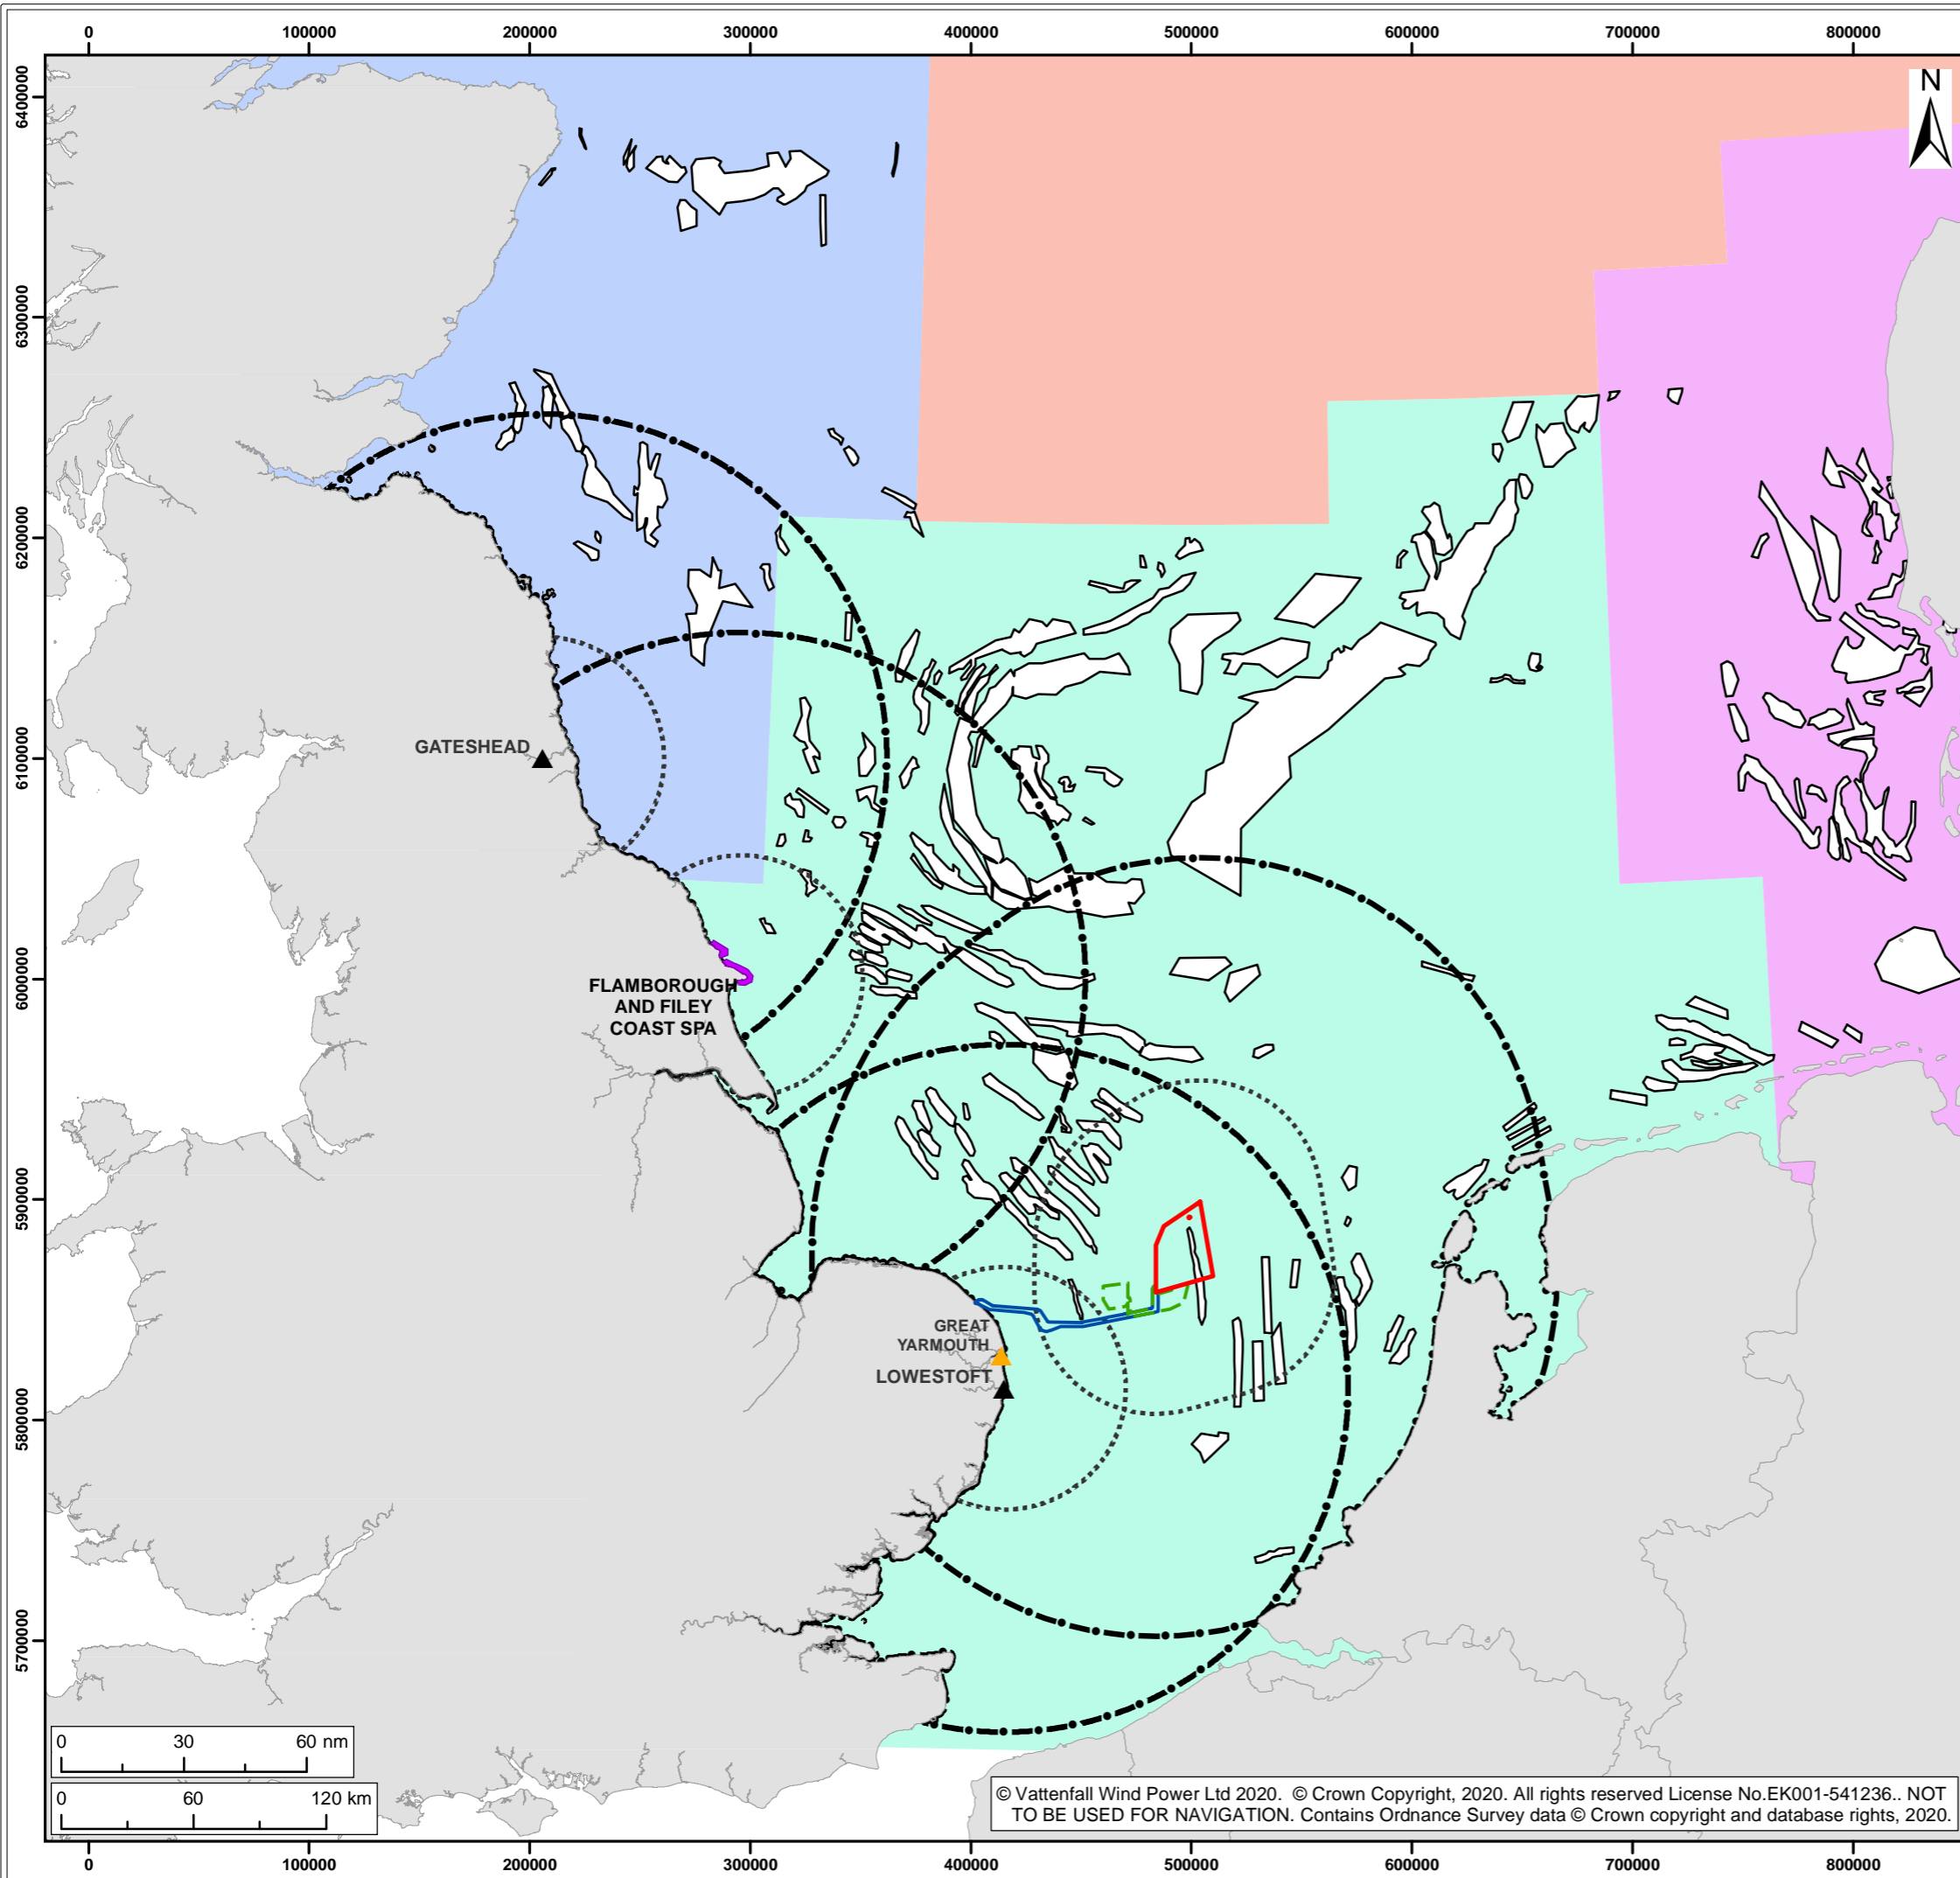 0 100000 200000 300000 400000 500000 600000 700000 800000
N
6400000
6300000
6200000
6100000
6000000
5900000
5800000
5700000
GATESHEAD
FLAMBOROUGH
AND FILEY
COAST SPA
GREAT
YARMOUTH
LOWESTOFT
0 30 60 nm
0 60 120 km
© Vattenfall Wind Power Ltd 2020. © Crown Copyright, 2020. All rights reserved License No.EK001-541236.. NOT
TO BE USED FOR NAVIGATION. Contains Ordnance Survey data © Crown copyright and database rights, 2020.
0 100000 200000 300000 400000 500000 600000 700000 800000